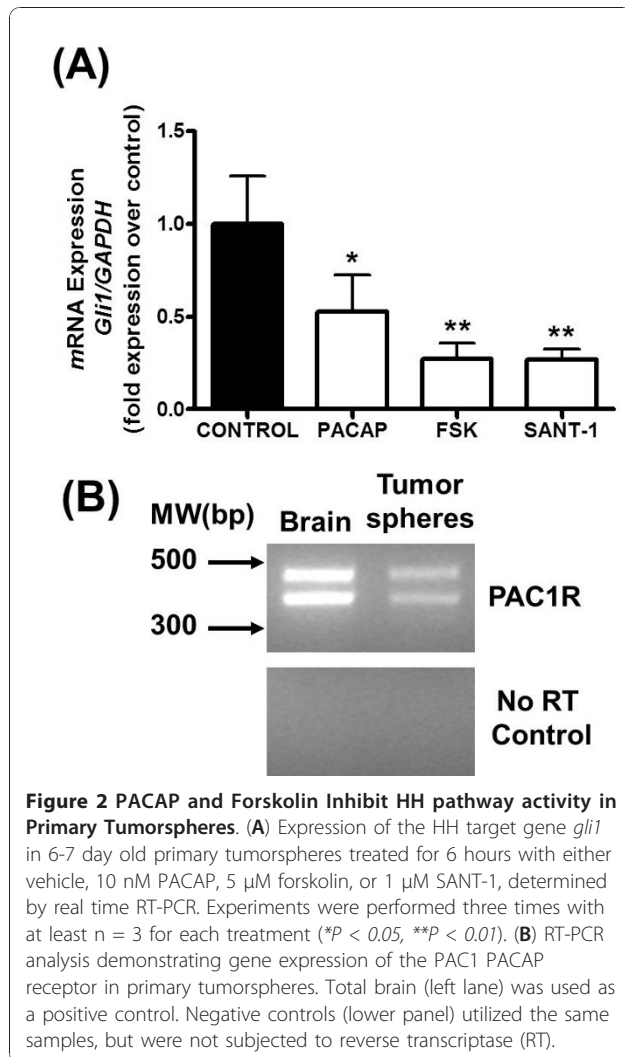 (A)
mRNA Expression
Gli1/GAPDH
(fold expression over control)
1.5
1.0
0.5
0.0
*
**
**
CONTROL PACAP FSK SANT-1
(B)
MW(bp) Brain Tumor spheres
500
300
PAC1R
No RT
Control
Figure 2 PACAP and Forskolin Inhibit HH pathway activity in
Primary Tumorspheres. (A) Expression of the HH target gene gli1
in 6-7 day old primary tumorspheres treated for 6 hours with either
vehicle, 10 nM PACAP, 5 μM forskolin, or 1 μM SANT-1, determined
by real time RT-PCR. Experiments were performed three times with
at least n = 3 for each treatment (*P < 0.05, **P < 0.01). (B) RT-PCR
analysis demonstrating gene expression of the PAC1 PACAP
receptor in primary tumorspheres. Total brain (left lane) was used as
a positive control. Negative controls (lower panel) utilized the same
samples, but were not subjected to reverse transcriptase (RT).